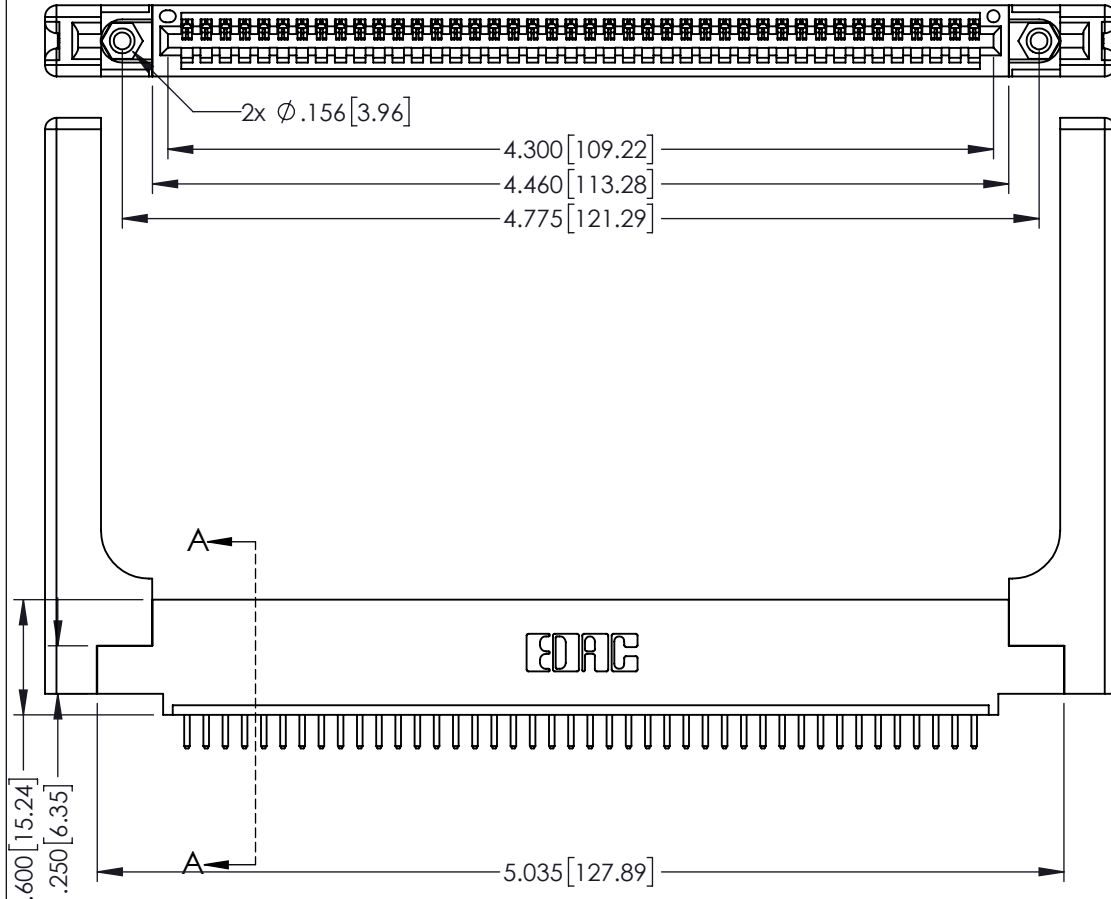 2x Ø.156[3.96]
4.300[109.22]
4.460[113.28]
4.775[121.29]
A
EDAC
.600[15.24]
.250[6.35]
A
5.035[127.89]